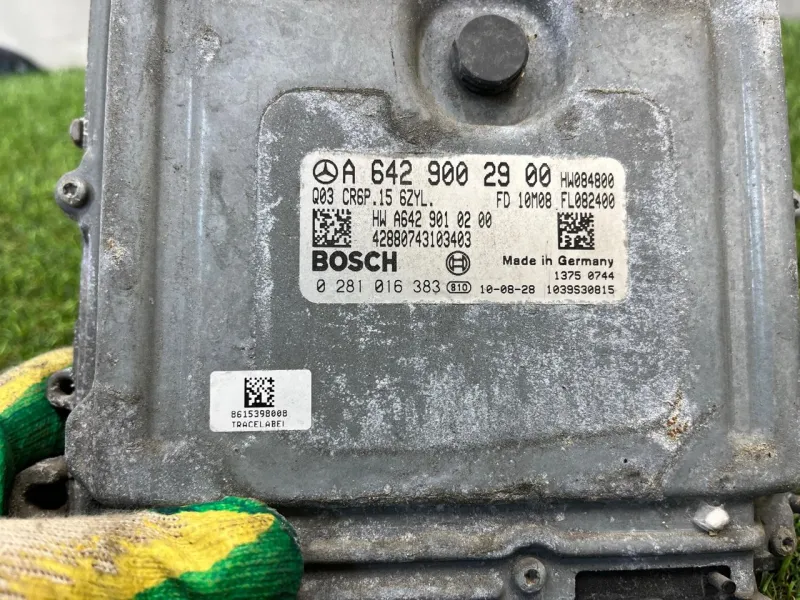 A 642 900 29 00 HW084800
Q03 CR6P.15 6ZYL. FD 10M08 FL082400
HW A642 901 02 00
42880743103403
BOSCH Made in Germany
1375 0744
0 281 016 383 810 10-08-28 1039S30815
B61539800B
TRACELABEL